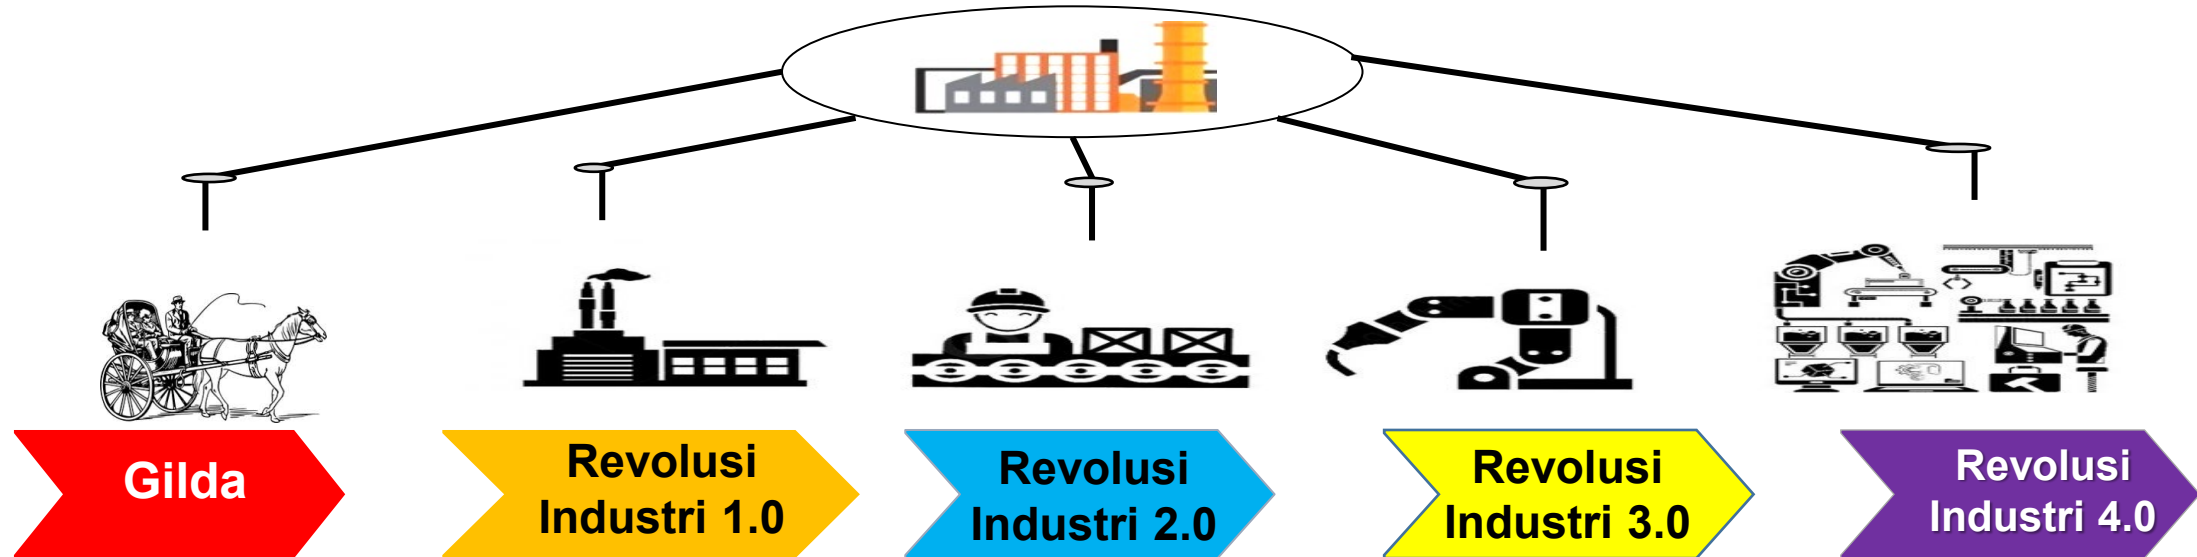 Gilda
Revolusi
Industri 1.0
Revolusi
Industri 2.0
Revolusi
Industri 3.0
Revolusi
Industri 4.0